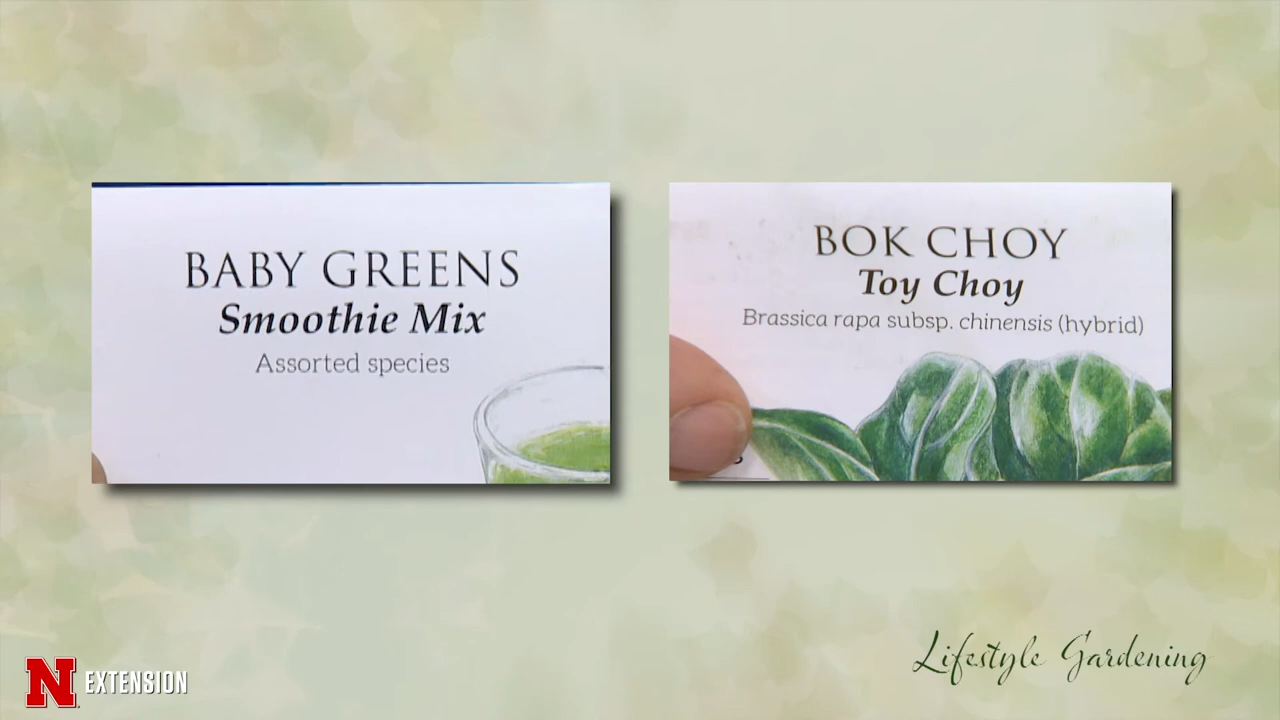 BABY GREENS
Smoothie Mix
Assorted species
BOK CHOY
Toy Choy
Brassica rapa subsp. chinensis (hybrid)
N EXTENSION
Lifestyle Gardening